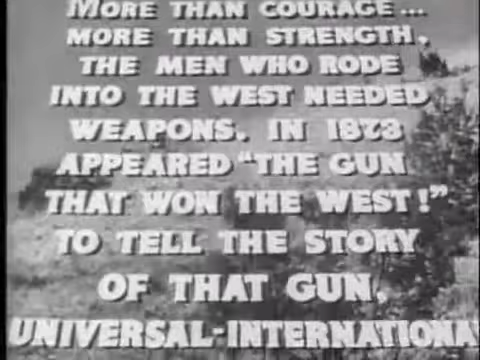 MORE THAN COURAGE...
MORE THAN STRENGTH,
THE MEN WHO RODE
INTO THE WEST NEEDED
WEAPONS. IN 1873
APPEARED "THE GUN
THAT WON THE WEST!"
TO TELL THE STORY
OF THAT GUN,
UNIVERSAL-INTERNATIONA